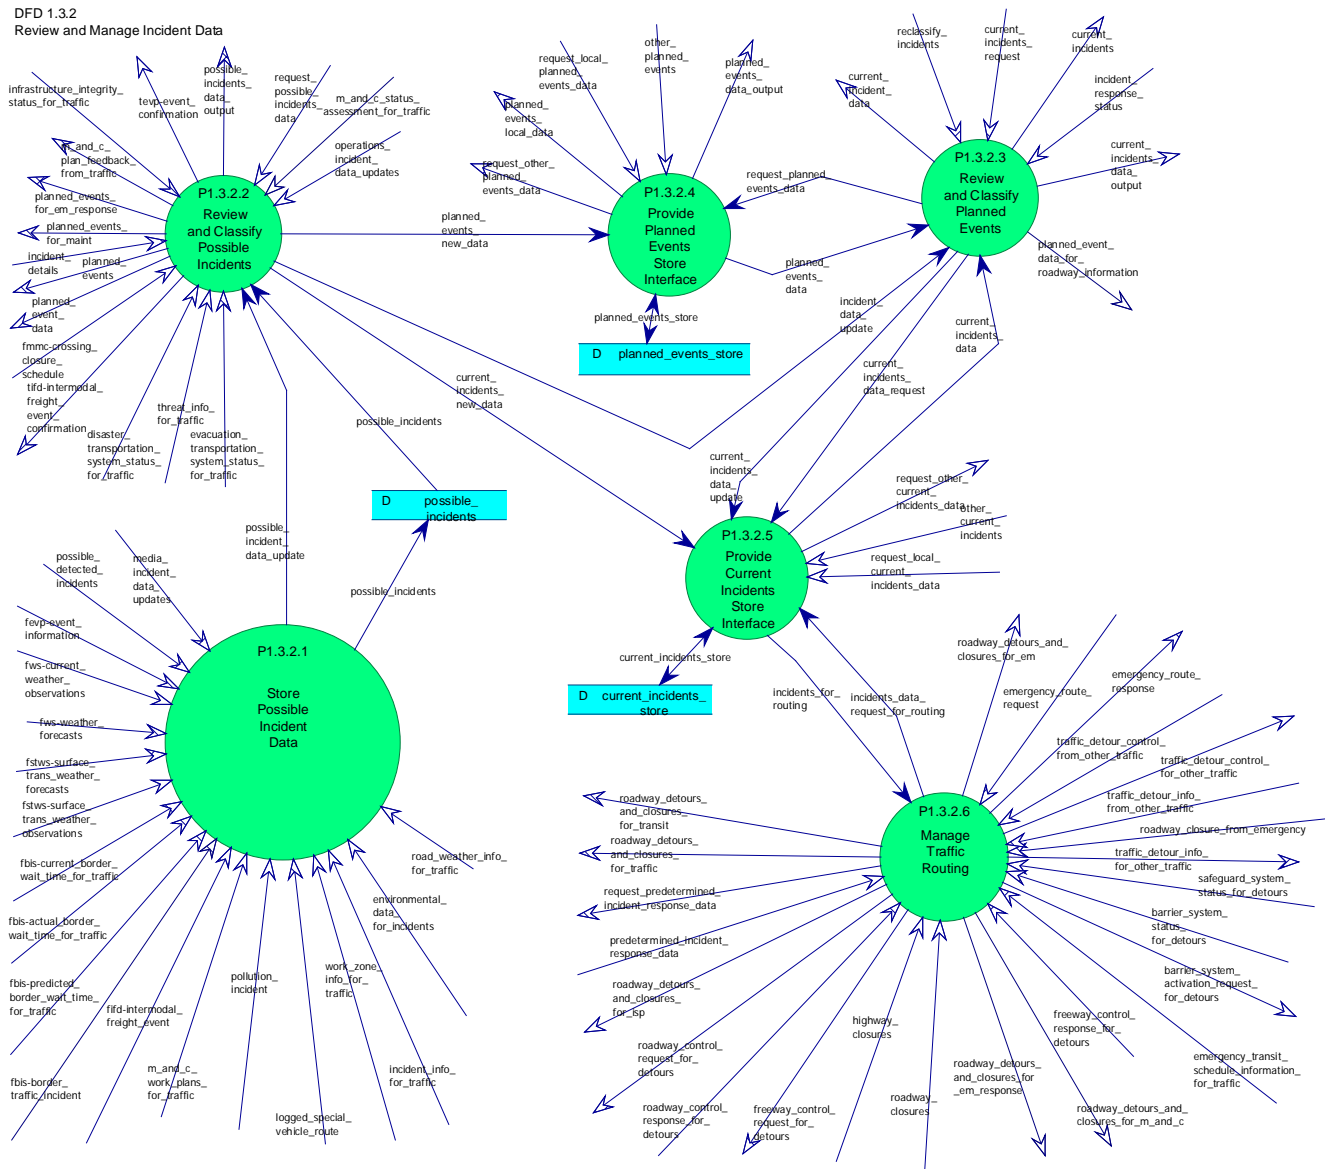 DFD 1.3.2
Review and Manage Incident Data
infrastructure_integrity_
status_for_traffic
tevp-event_
confirmation
possible_
incidents_
data_
output
request_
possible_
incidents_
data
m_and_c_status_
assessment_for_traffic
operations_
incident_
data_updates
m_and_c_
plan_feedback_
from_traffic
planned_events_
for_em_response
planned_events_
for_maint
incident_
details
planned_
events
planned_
event_
data
fmmc-crossing_
closure_
schedule
tifd-intermodal_
freight_
event_
confirmation
disaster_
transportation_
system_status_
for_traffic
threat_info_
for_traffic
evacuation_
transportation_
system_status_
for_traffic
P1.3.2.2
Review
and Classify
Possible
Incidents
request_local_
planned_
events_data
other_
planned_
events
planned_
events_
data_output
planned_
events_
local_data
request_other_
planned_
events_data
P1.3.2.4
Provide
Planned
Events
Store
Interface
planned_
events_
new_data
planned_events_store
D planned_events_store
request_planned_
events_data
planned_
events_
data
reclassify_
incidents
current_
incidents_
request
current_
incidents
incident_
response_
status
current_
incident_
data
current_
incidents_
data_
output
P1.3.2.3
Review
and Classify
Planned
Events
planned_event_
data_for_
roadway_information
incident_
data_
update
current_
incidents_
data
current_
incidents_
data_request
current_
incidents_
new_data
possible_incidents
D possible_
incidents
possible_incidents
possible_
incident_
data_update
current_
incidents_
data_
update
P1.3.2.5
Provide
Current
Incidents
Store
Interface
request_other_
current_
incidents_data
other_
current_
incidents
request_local_
current_
incidents_data
current_incidents_store
D current_incidents_
store
incidents_for_
routing
incidents_data_
request_for_routing
possible_
detected_
incidents
media_
incident_
data_
updates
fevp-event_
information
fws-current_
weather_
observations
fws-weather_
forecasts
fstws-surface_
trans_weather_
forecasts
fstws-surface_
trans_weather_
observations
fbis-current_border_
wait_time_for_traffic
fbis-actual_border_
wait_time_for_traffic
fbis-predicted_
border_wait_time_
for_traffic
fbis-border_
traffic_incident
fifd-intermodal_
freight_event
m_and_c_
work_plans_
for_traffic
pollution_
incident
logged_special_
vehicle_route
work_zone_
info_for_
traffic
incident_info_
for_traffic
environmental_
data_
for_incidents
road_weather_info_
for_traffic
P1.3.2.1
Store
Possible
Incident
Data
roadway_detours_and_
closures_for_em
emergency_route_
request
emergency_route_
response
traffic_detour_control_
from_other_traffic
traffic_detour_control_
for_other_traffic
traffic_detour_info_
from_other_traffic
roadway_closure_from_emergency
traffic_detour_info_
for_other_traffic
safeguard_system_
status_for_detours
barrier_system_
status_
for_detours
barrier_system_
activation_request_
for_detours
emergency_transit_
schedule_information_
for_traffic
freeway_control_
response_for_
detours
roadway_detours_and_
closures_for_m_and_c
roadway_detours_
and_closures_for
_em_response
P1.3.2.6
Manage
Traffic
Routing
roadway_detours_
and_closures_
for_transit
roadway_detours_
and_closures_
for_traffic
request_predetermined_
incident_response_data
predetermined_incident_
response_data
roadway_detours_
and_closures_
for_isp
roadway_control_
request_for_
detours
roadway_control_
response_for_
detours
freeway_control_
request_for_
detours
highway_
closures
roadway_
closures